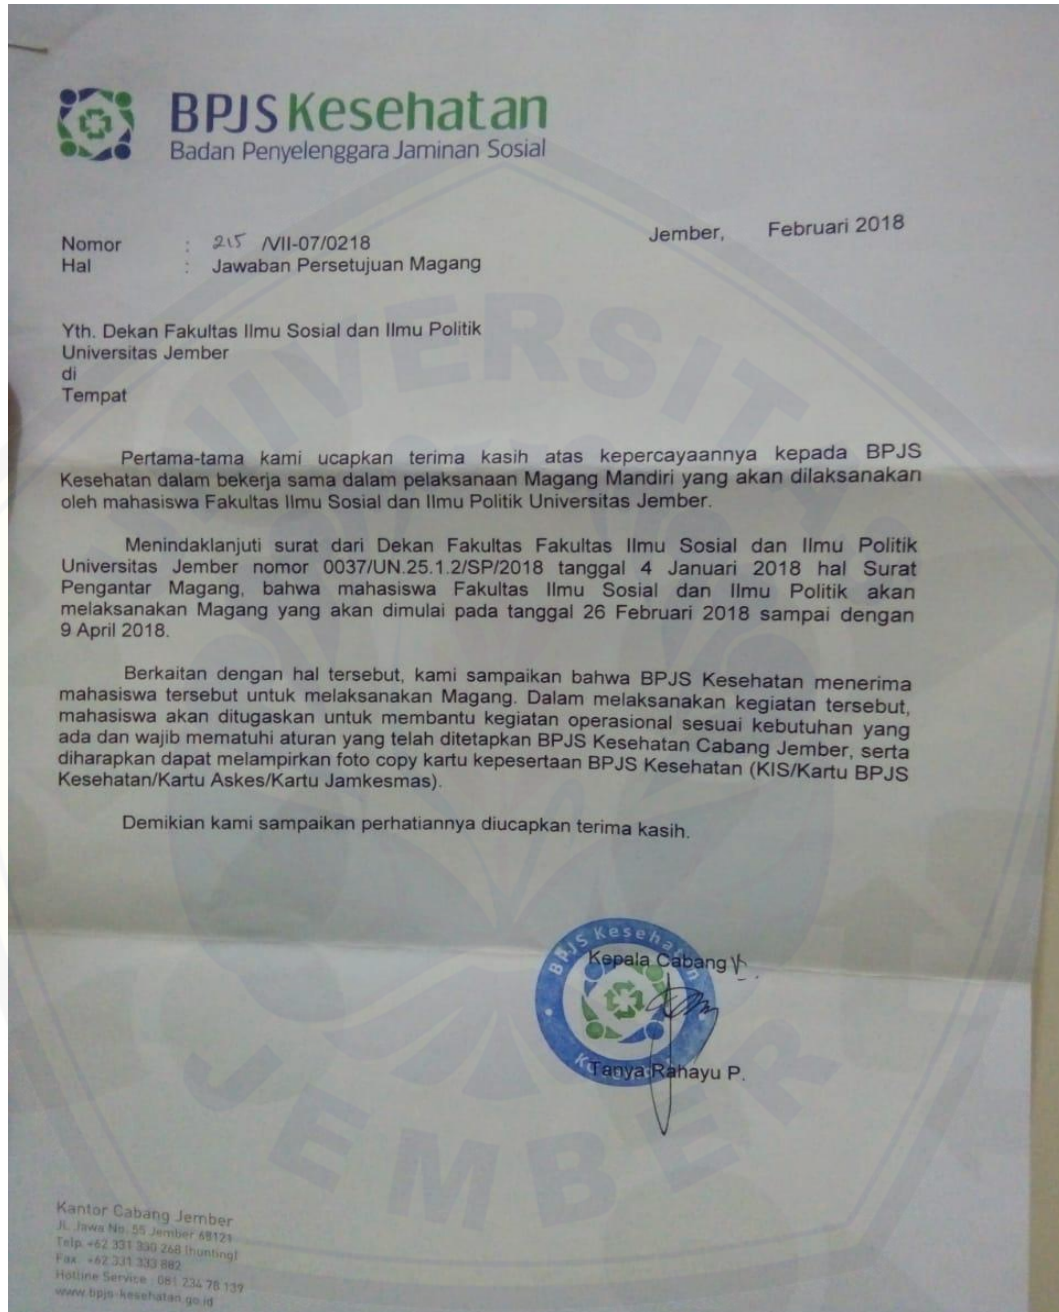 BPJS Kesehatan
Badan Penyelenggara Jaminan Sosial
Nomor : 215 /VII-07/0218
Jember, Februari 2018
Hal : Jawaban Persetujuan Magang
Yth. Dekan Fakultas Ilmu Sosial dan Ilmu Politik
Universitas Jember
di
Tempat
Pertama-tama kami ucapkan terima kasih atas kepercayaannya kepada BPJS
Kesehatan dalam bekerja sama dalam pelaksanaan Magang Mandiri yang akan dilaksanakan
oleh mahasiswa Fakultas Ilmu Sosial dan Ilmu Politik Universitas Jember.
Menindaklanjuti surat dari Dekan Fakultas Fakultas Ilmu Sosial dan Ilmu Politik
Universitas Jember nomor 0037/UN.25.1.2/SP/2018 tanggal 4 Januari 2018 hal Surat
Pengantar Magang, bahwa mahasiswa Fakultas Ilmu Sosial dan Ilmu Politik akan
melaksanakan Magang yang akan dimulai pada tanggal 26 Februari 2018 sampai dengan
9 April 2018.
Berkaitan dengan hal tersebut, kami sampaikan bahwa BPJS Kesehatan menerima
mahasiswa tersebut untuk melaksanakan Magang. Dalam melaksanakan kegiatan tersebut,
mahasiswa akan ditugaskan untuk membantu kegiatan operasional sesuai kebutuhan yang
ada dan wajib mematuhi aturan yang telah ditetapkan BPJS Kesehatan Cabang Jember, serta
diharapkan dapat melampirkan foto copy kartu kepesertaan BPJS Kesehatan (KIS/Kartu BPJS
Kesehatan/Kartu Askes/Kartu Jamkesmas).
Demikian kami sampaikan perhatiannya diucapkan terima kasih.
BPJS Kesehatan
Kepala Cabang
Tanya Rahayu P.
UNIVERSITAS JEMBER
Kantor Cabang Jember
Jl. Jawa No. 55 Jember 68121
Telp. +62 331 330 268 (hunting)
Fax. +62 331 333 882
Hotline Service : 081 234 78 139
www.bpjs-kesehatan.go.id